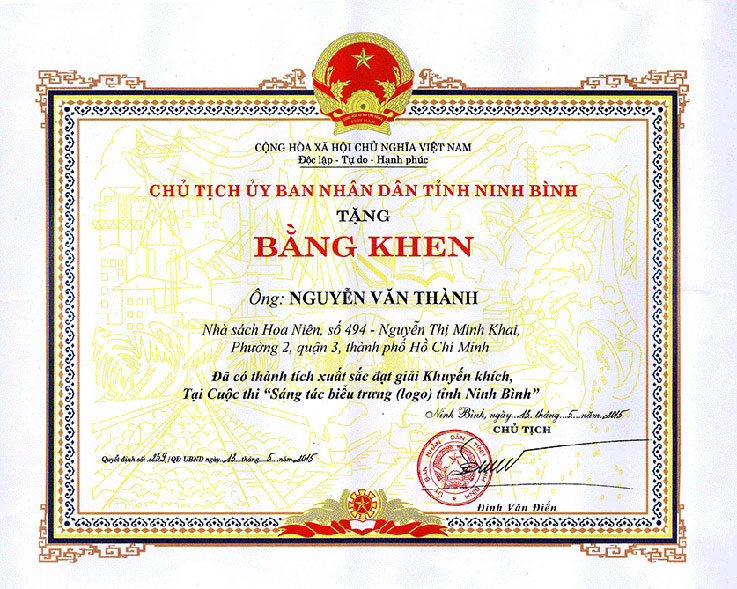 CỘNG HÒA XÃ HỘI CHỦ NGHĨA VIỆT NAM
Độc lập - Tự do - Hạnh phúc
CHỦ TỊCH ỦY BAN NHÂN DÂN TỈNH NINH BÌNH
TẶNG
BẰNG KHEN
Ông: NGUYỄN VĂN THÀNH
Nhà sách Hoa Niên, số 494 - Nguyễn Thị Minh Khai,
Phường 2, quận 3, thành phố Hồ Chí Minh
Đã có thành tích xuất sắc đạt giải Khuyến khích,
Tại Cuộc thi “Sáng tác biểu trưng (logo) tỉnh Ninh Bình”
Ninh Bình, ngày..13.tháng..5..năm..2015
CHỦ TỊCH
Quyết định số: 239 /QĐ UBND ngày..13..tháng..5..năm..2015
Đinh Văn Điến